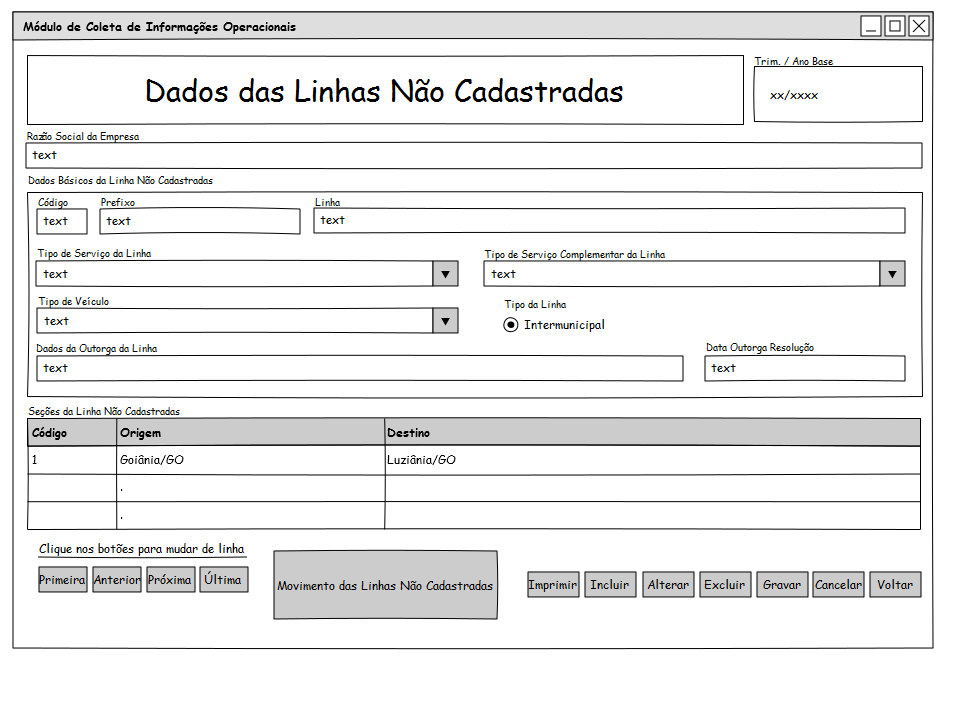 Módulo de Coleta de Informações Operacionais
Dados das Linhas Não Cadastradas
Trim. / Ano Base
xx/xxxx
Razão Social da Empresa
text
Dados Básicos da Linha Não Cadastradas
Código Prefixo Linha
text text text
Tipo de Serviço da Linha Tipo de Serviço Complementar da Linha
text text
Tipo de Veículo Tipo da Linha
text Intermunicipal
Dados da Outorga da Linha Data Outorga Resolução
text text
Seções da Linha Não Cadastradas
Código Origem Destino
1 Goiânia/GO Luziânia/GO
.
.
Clique nos botões para mudar de linha
Primeira Anterior Próxima Última
Movimento das Linhas Não Cadastradas
Imprimir Incluir Alterar Excluir Gravar Cancelar Voltar